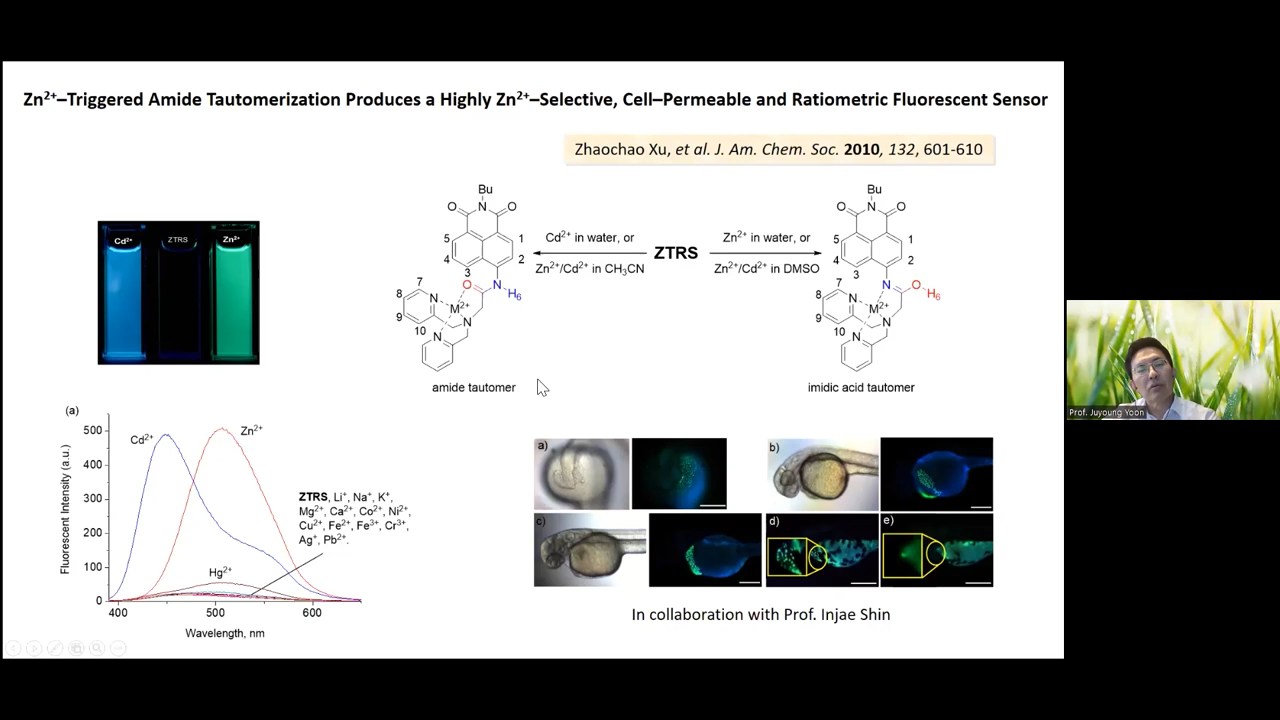 Zn²⁺–Triggered Amide Tautomerization Produces a Highly Zn²⁺–Selective, Cell–Permeable and Ratiometric Fluorescent Sensor
Zhaochao Xu, et al. J. Am. Chem. Soc. 2010, 132, 601-610
Cd²⁺
ZTRS
Zn²⁺
Bu
O
N
O
5
1
4
2
3
O
N
H₆
7
8
N
M²⁺
9
10
N
N
amide tautomer
Cd²⁺ in water, or
Zn²⁺/Cd²⁺ in CH₃CN
ZTRS
Zn²⁺ in water, or
Zn²⁺/Cd²⁺ in DMSO
Bu
O
N
O
5
1
4
2
3
N
O
H₆
7
8
N
M²⁺
9
10
N
N
imidic acid tautomer
(a)
Fluorescent Intensity (a.u.)
500
400
300
200
100
0
Cd²⁺
Zn²⁺
ZTRS, Li⁺, Na⁺, K⁺,
Mg²⁺, Ca²⁺, Co²⁺, Ni²⁺,
Cu²⁺, Fe²⁺, Fe³⁺, Cr³⁺,
Ag⁺, Pb²⁺.
Hg²⁺
400
500
600
Wavelength, nm
a)
b)
c)
d)
e)
In collaboration with Prof. Injae Shin
Prof. Juyoung Yoon